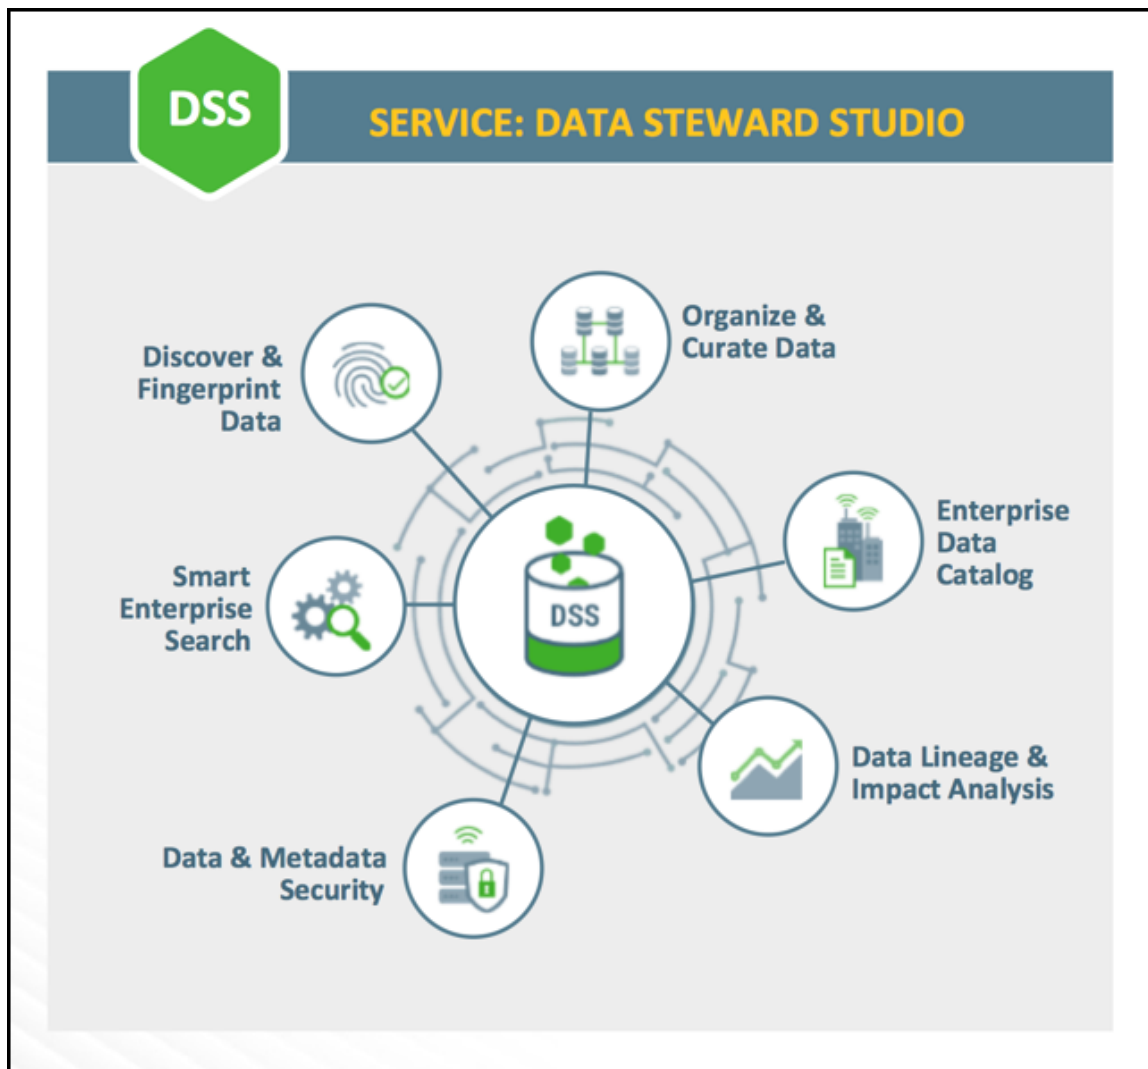 DSS
SERVICE: DATA STEWARD STUDIO
Organize &
Curate Data
Discover &
Fingerprint
Data
Enterprise
Data
Catalog
Smart
Enterprise
Search
DSS
Data Lineage &
Impact Analysis
Data & Metadata
Security